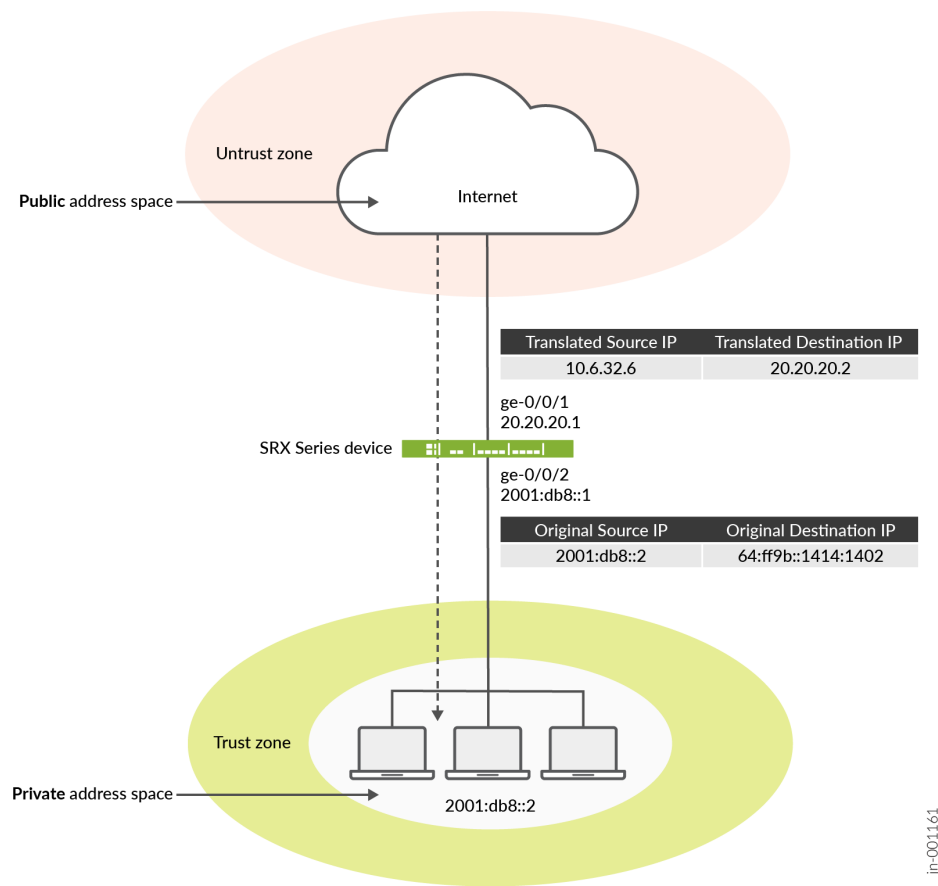 Untrust zone
Internet
Public address space
Translated Source IP Translated Destination IP
10.6.32.6 20.20.20.2
ge-0/0/1
20.20.20.1
SRX Series device
ge-0/0/2
2001:db8::1
Original Source IP Original Destination IP
2001:db8::2 64:ff9b::1414:1402
Trust zone
Private address space
2001:db8::2
in-001161